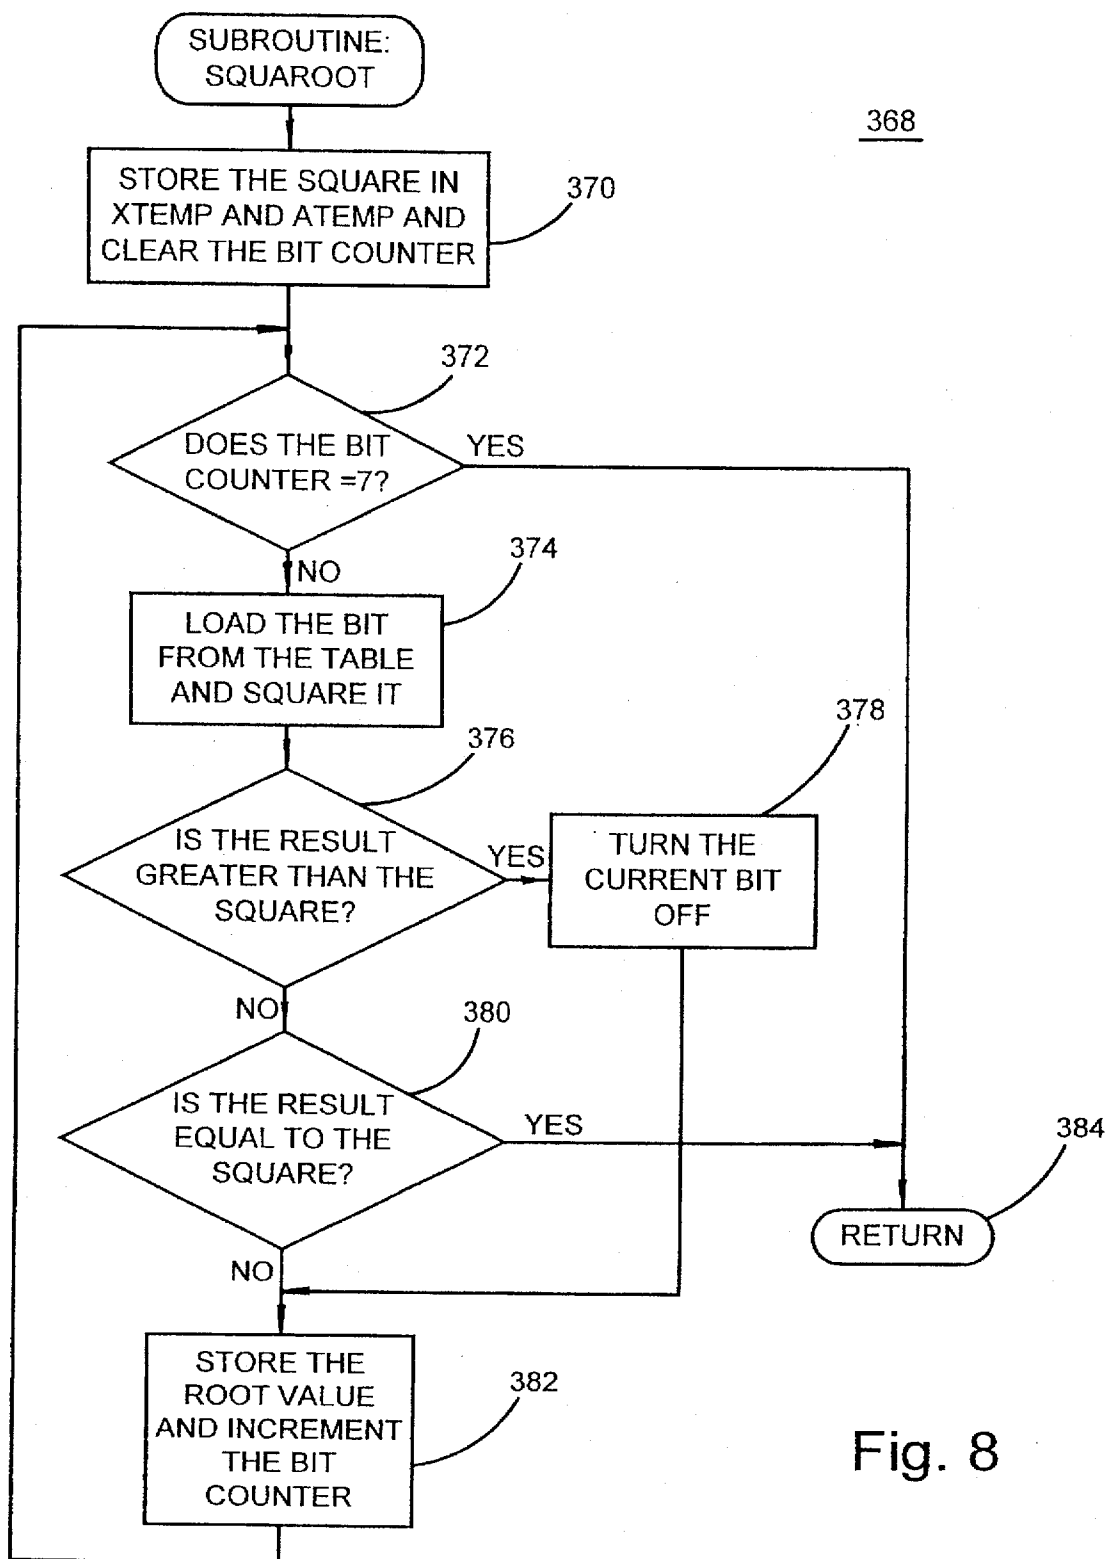 SUBROUTINE:
SQUAROOT
368
STORE THE SQUARE IN
XTEMP AND ATEMP AND
CLEAR THE BIT COUNTER
370
372
DOES THE BIT
COUNTER =7?
YES
NO
374
LOAD THE BIT
FROM THE TABLE
AND SQUARE IT
376
378
IS THE RESULT
GREATER THAN THE
SQUARE?
YES
TURN THE
CURRENT BIT
OFF
NO
380
IS THE RESULT
EQUAL TO THE
SQUARE?
YES
384
RETURN
NO
STORE THE
ROOT VALUE
AND INCREMENT
THE BIT
COUNTER
382
Fig. 8